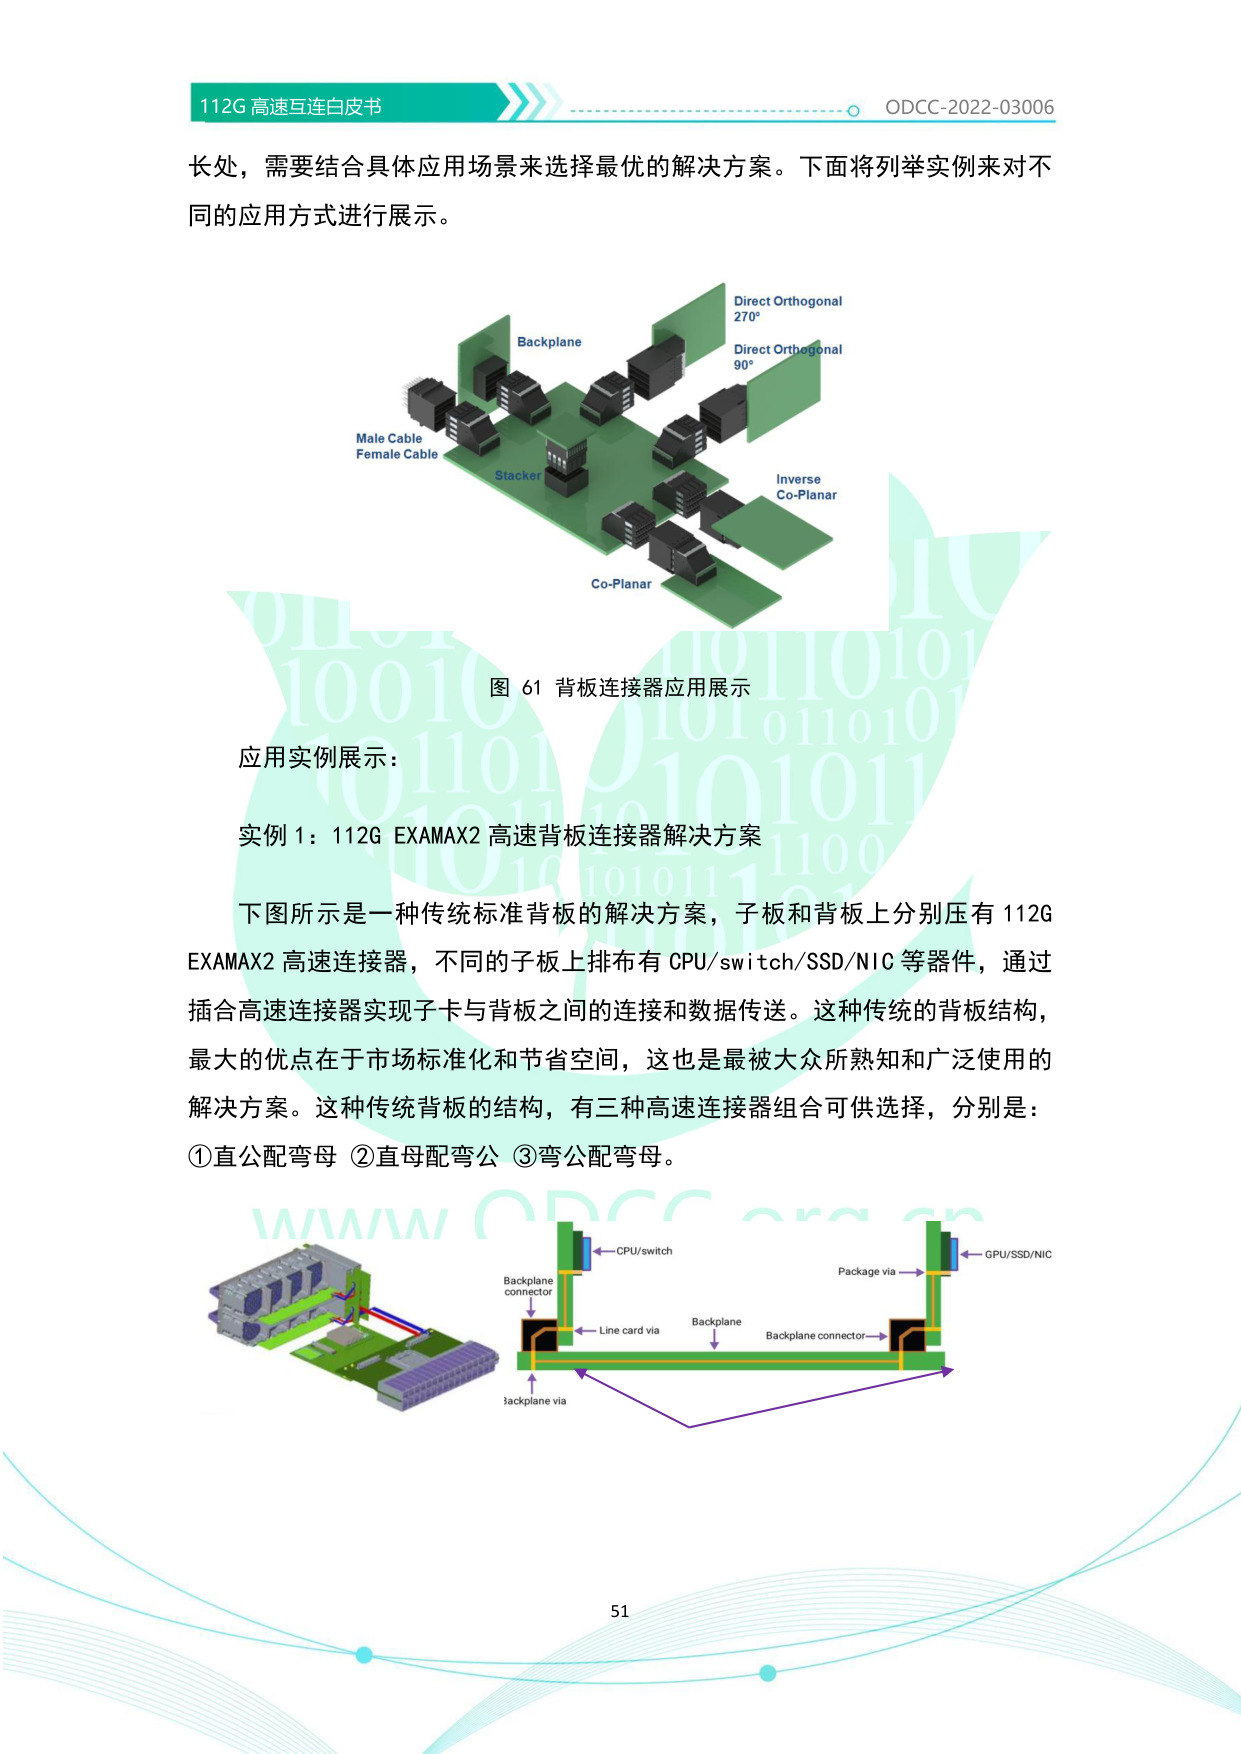 112G 高速互连白皮书
ODCC-2022-03006
长处，需要结合具体应用场景来选择最优的解决方案。下面将列举实例来对不
同的应用方式进行展示。
Direct Orthogonal
270°
Backplane
Direct Orthogonal
90°
Male Cable
Female Cable
Stacker
Inverse
Co-Planar
Co-Planar
图 61 背板连接器应用展示
应用实例展示：
实例 1：112G EXAMAX2 高速背板连接器解决方案
下图所示是一种传统标准背板的解决方案，子板和背板上分别压有 112G
EXAMAX2 高速连接器，不同的子板上排布有 CPU/switch/SSD/NIC 等器件，通过
插合高速连接器实现子卡与背板之间的连接和数据传送。这种传统的背板结构，
最大的优点在于市场标准化和节省空间，这也是最被大众所熟知和广泛使用的
解决方案。这种传统背板的结构，有三种高速连接器组合可供选择，分别是：
①直公配弯母 ②直母配弯公 ③弯公配弯母。
www.ODCC.org.cn
CPU/switch
GPU/SSD/NIC
Package via
Backplane
connector
Line card via
Backplane
Backplane connector
Backplane via
51